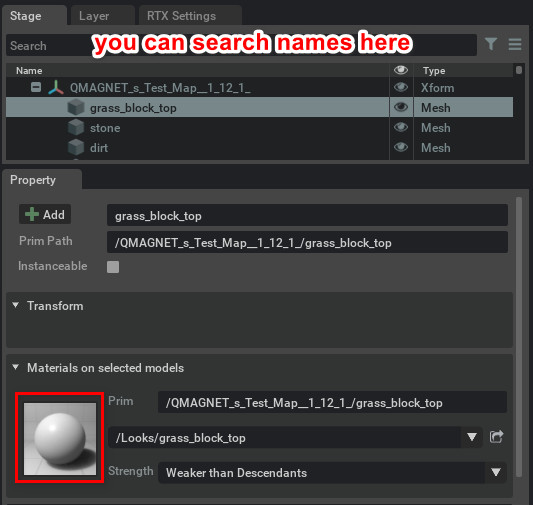 Stage Layer RTX Settings
Search you can search names here
Name Type
QMAGNET_s_Test_Map__1_12_1_ Xform
grass_block_top Mesh
stone Mesh
dirt Mesh
Property
Add grass_block_top
Prim Path /QMAGNET_s_Test_Map__1_12_1_/grass_block_top
Instanceable
Transform
Materials on selected models
Prim /QMAGNET_s_Test_Map__1_12_1_/grass_block_top
/Looks/grass_block_top
Strength Weaker than Descendants